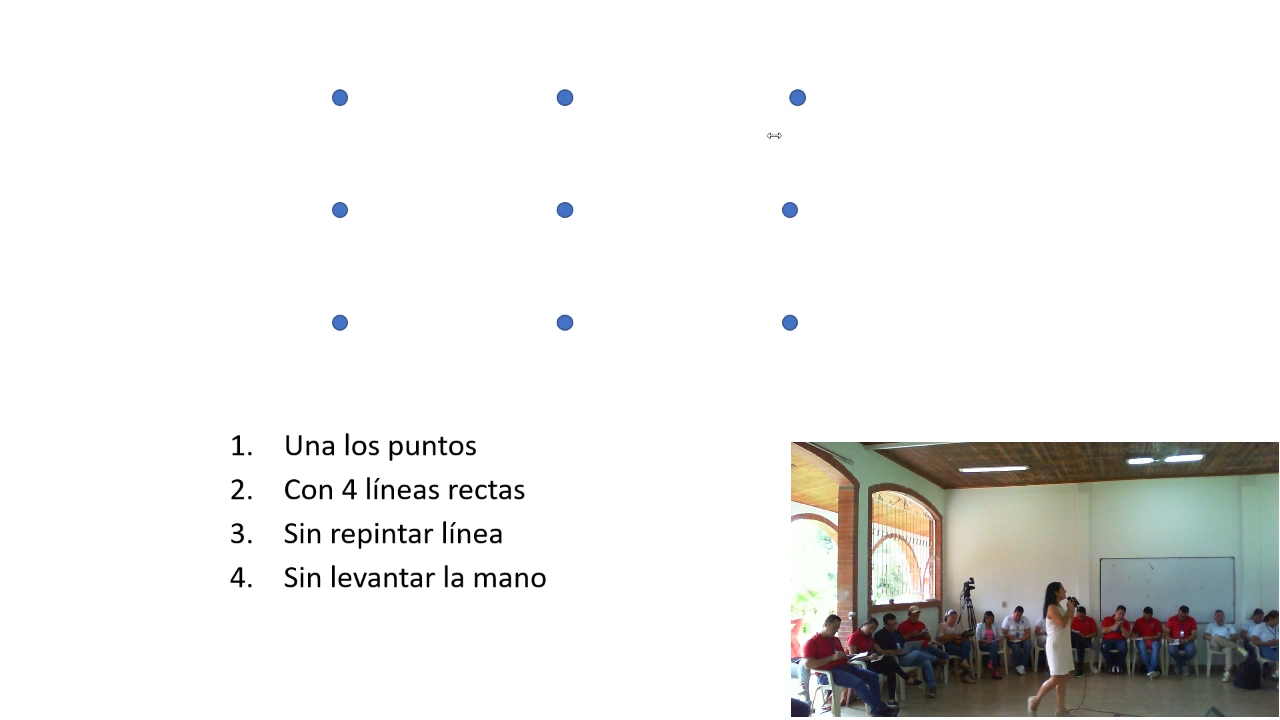 1. Una los puntos
2. Con 4 líneas rectas
3. Sin repintar línea
4. Sin levantar la mano